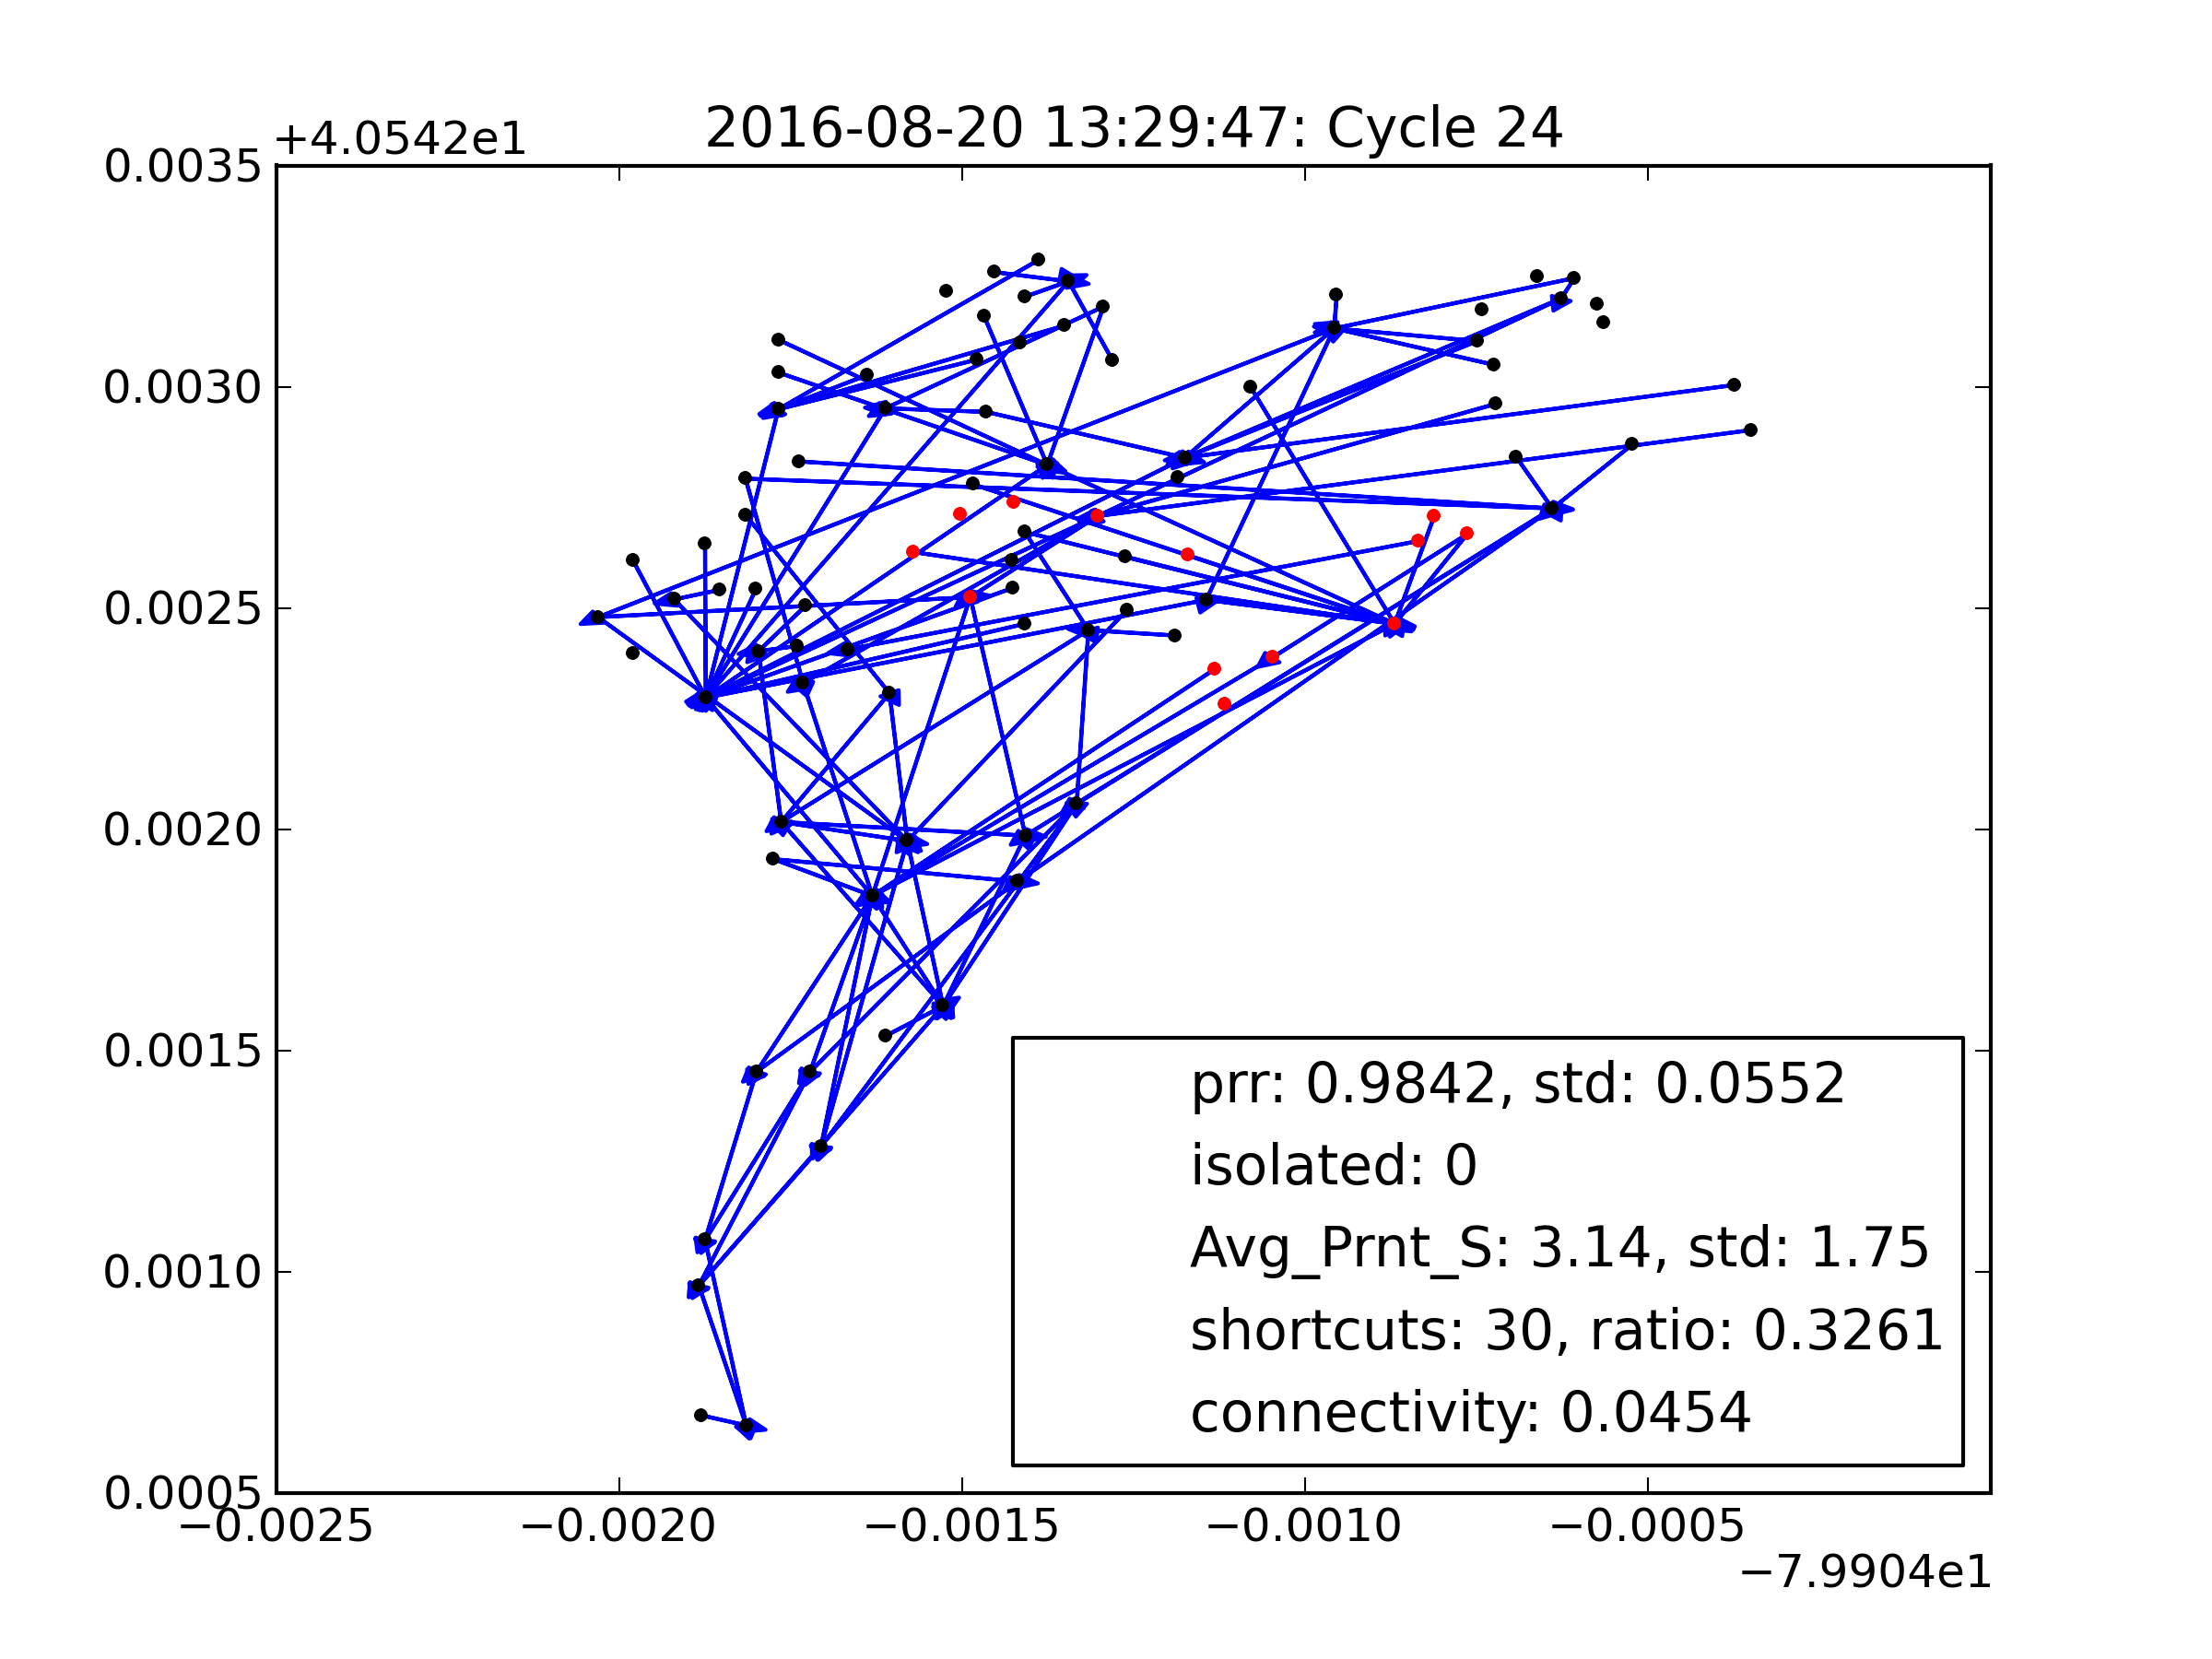 2016-08-20 13:29:47: Cycle 24
+4.0542e1
0.0035
0.0030
0.0025
0.0020
0.0015
0.0010
0.0005
prr: 0.9842, std: 0.0552
isolated: 0
Avg_Prnt_S: 3.14, std: 1.75
shortcuts: 30, ratio: 0.3261
connectivity: 0.0454
−0.0025 −0.0020 −0.0015 −0.0010 −0.0005
−7.9904e1